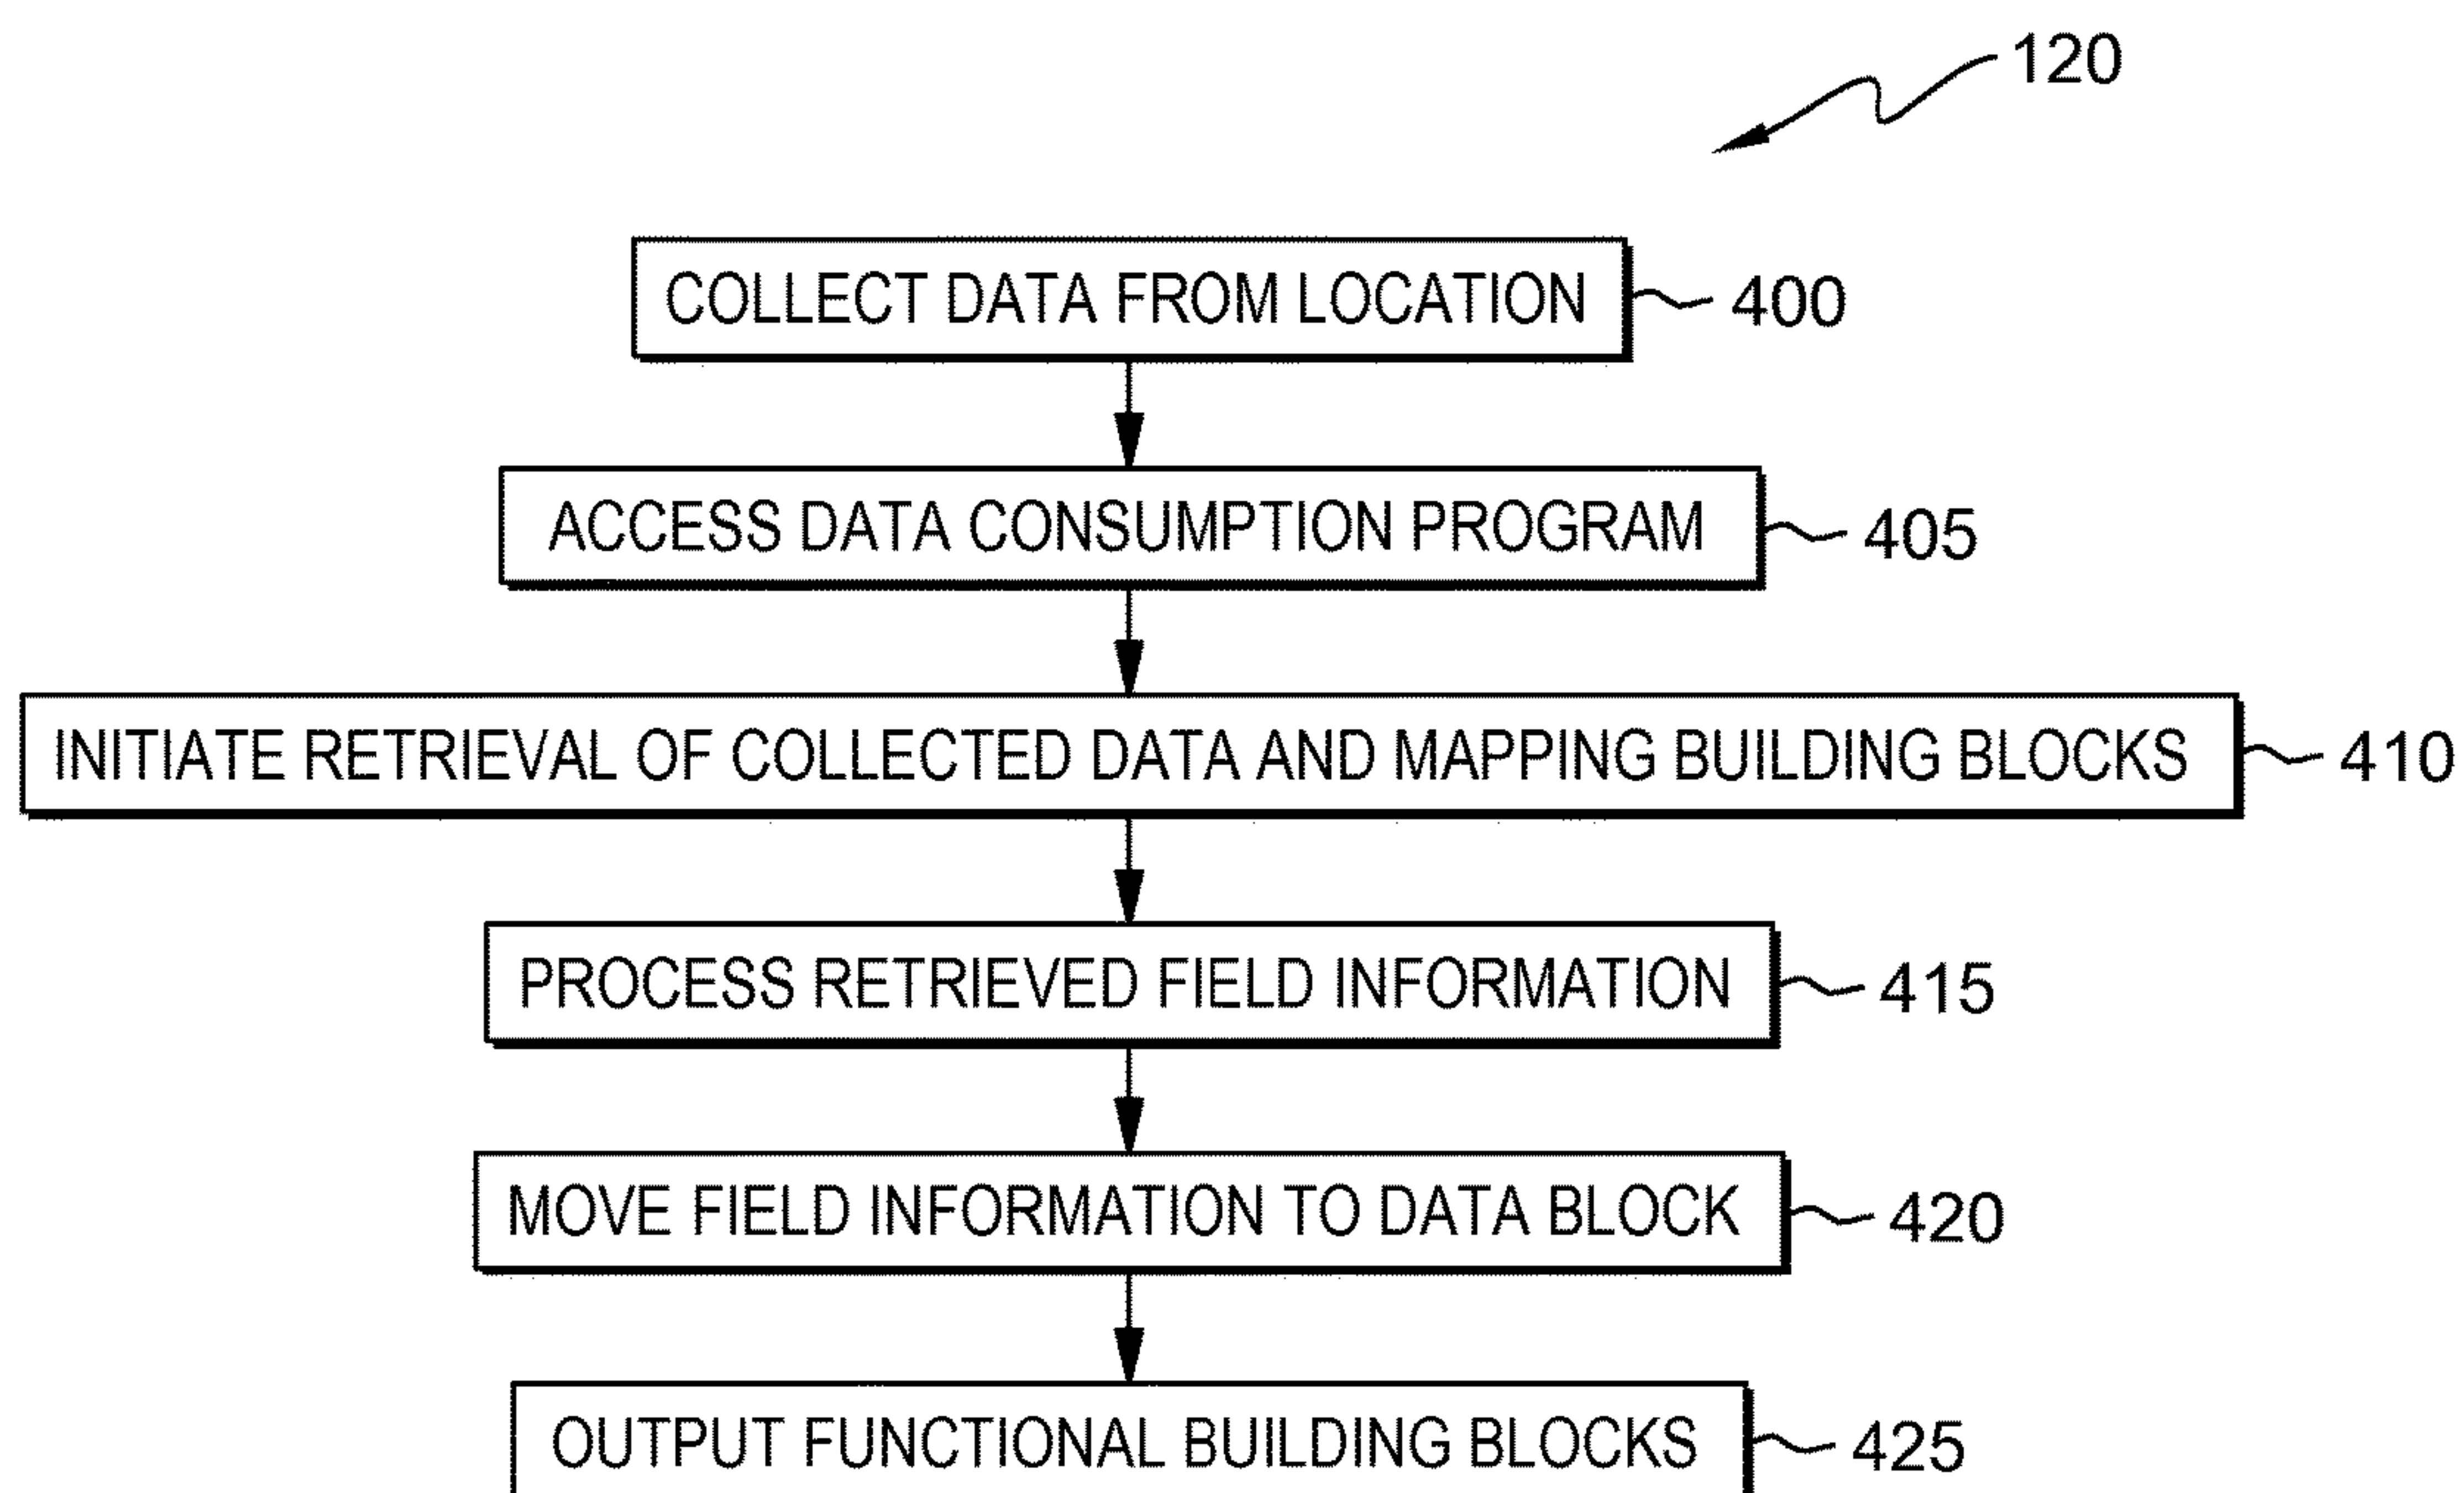 120
COLLECT DATA FROM LOCATION 400
ACCESS DATA CONSUMPTION PROGRAM 405
INITIATE RETRIEVAL OF COLLECTED DATA AND MAPPING BUILDING BLOCKS 410
PROCESS RETRIEVED FIELD INFORMATION 415
MOVE FIELD INFORMATION TO DATA BLOCK 420
OUTPUT FUNCTIONAL BUILDING BLOCKS 425